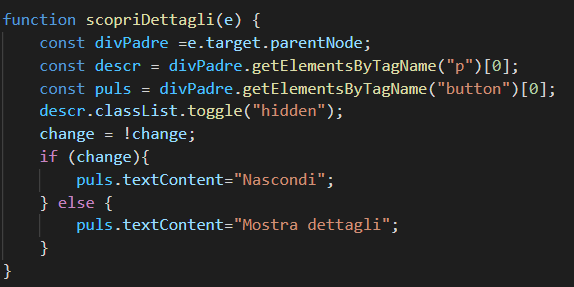 function scopriDettagli(e) {
    const divPadre =e.target.parentNode;
    const descr = divPadre.getElementsByTagName("p")[0];
    const puls = divPadre.getElementsByTagName("button")[0];
    descr.classList.toggle("hidden");
    change = !change;
    if (change){
        puls.textContent="Nascondi";
    } else {
        puls.textContent="Mostra dettagli";
    }
}